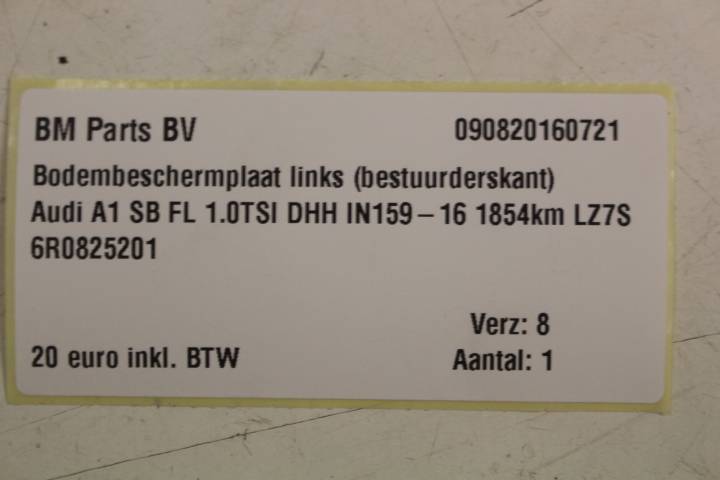 BM Parts BV 090820160721
Bodembeschermplaat links (bestuurderskant)
Audi A1 SB FL 1.0TSI DHH IN159-16 1854km LZ7S
6R0825201
Verz: 8
20 euro inkl. BTW Aantal: 1